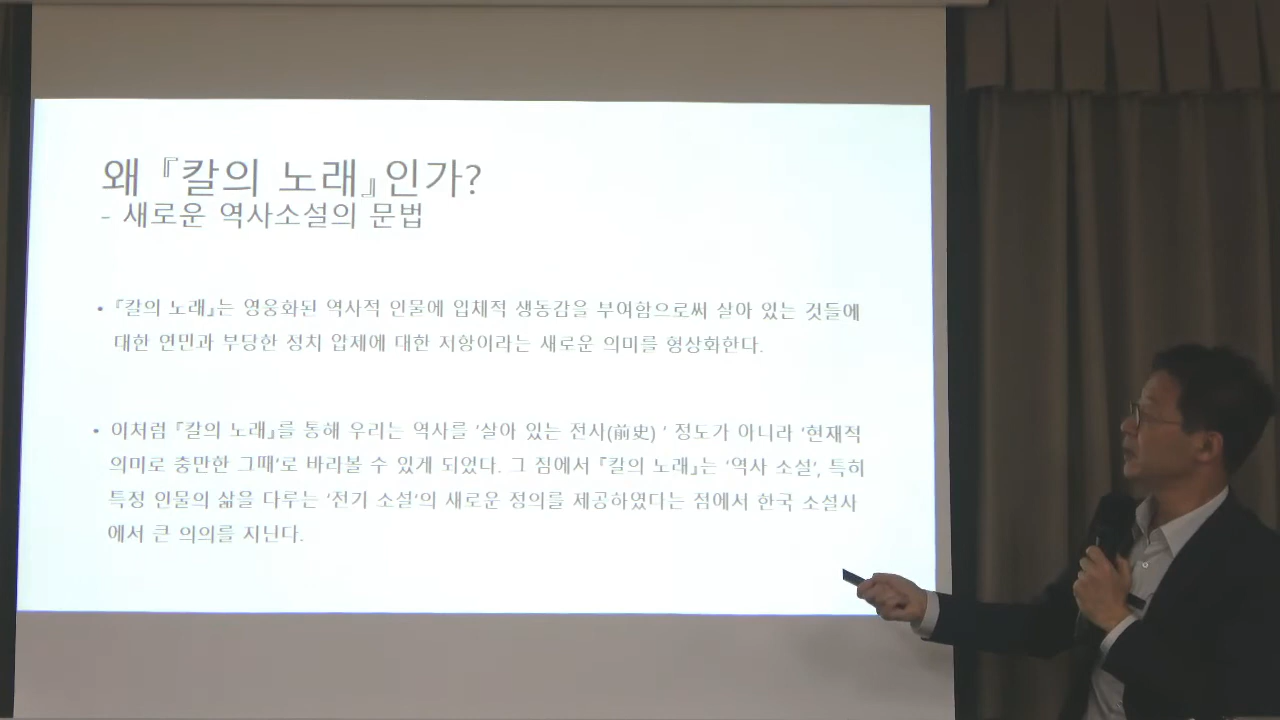 왜 『칼의 노래』인가?
- 새로운 역사소설의 문법
• 『칼의 노래』는 영웅화된 역사적 인물에 입체적 생동감을 부여함으로써 살아 있는 것들에
대한 연민과 부당한 정치 압제에 대한 저항이라는 새로운 의미를 형상화한다.
• 이처럼 『칼의 노래』를 통해 우리는 역사를 '살아 있는 전사(前史) ' 정도가 아니라 '현재적
의미로 충만한 그때'로 바라볼 수 있게 되었다. 그 점에서 『칼의 노래』는 '역사 소설', 특히
특정 인물의 삶을 다루는 '전기 소설'의 새로운 정의를 제공하였다는 점에서 한국 소설사
에서 큰 의의를 지닌다.